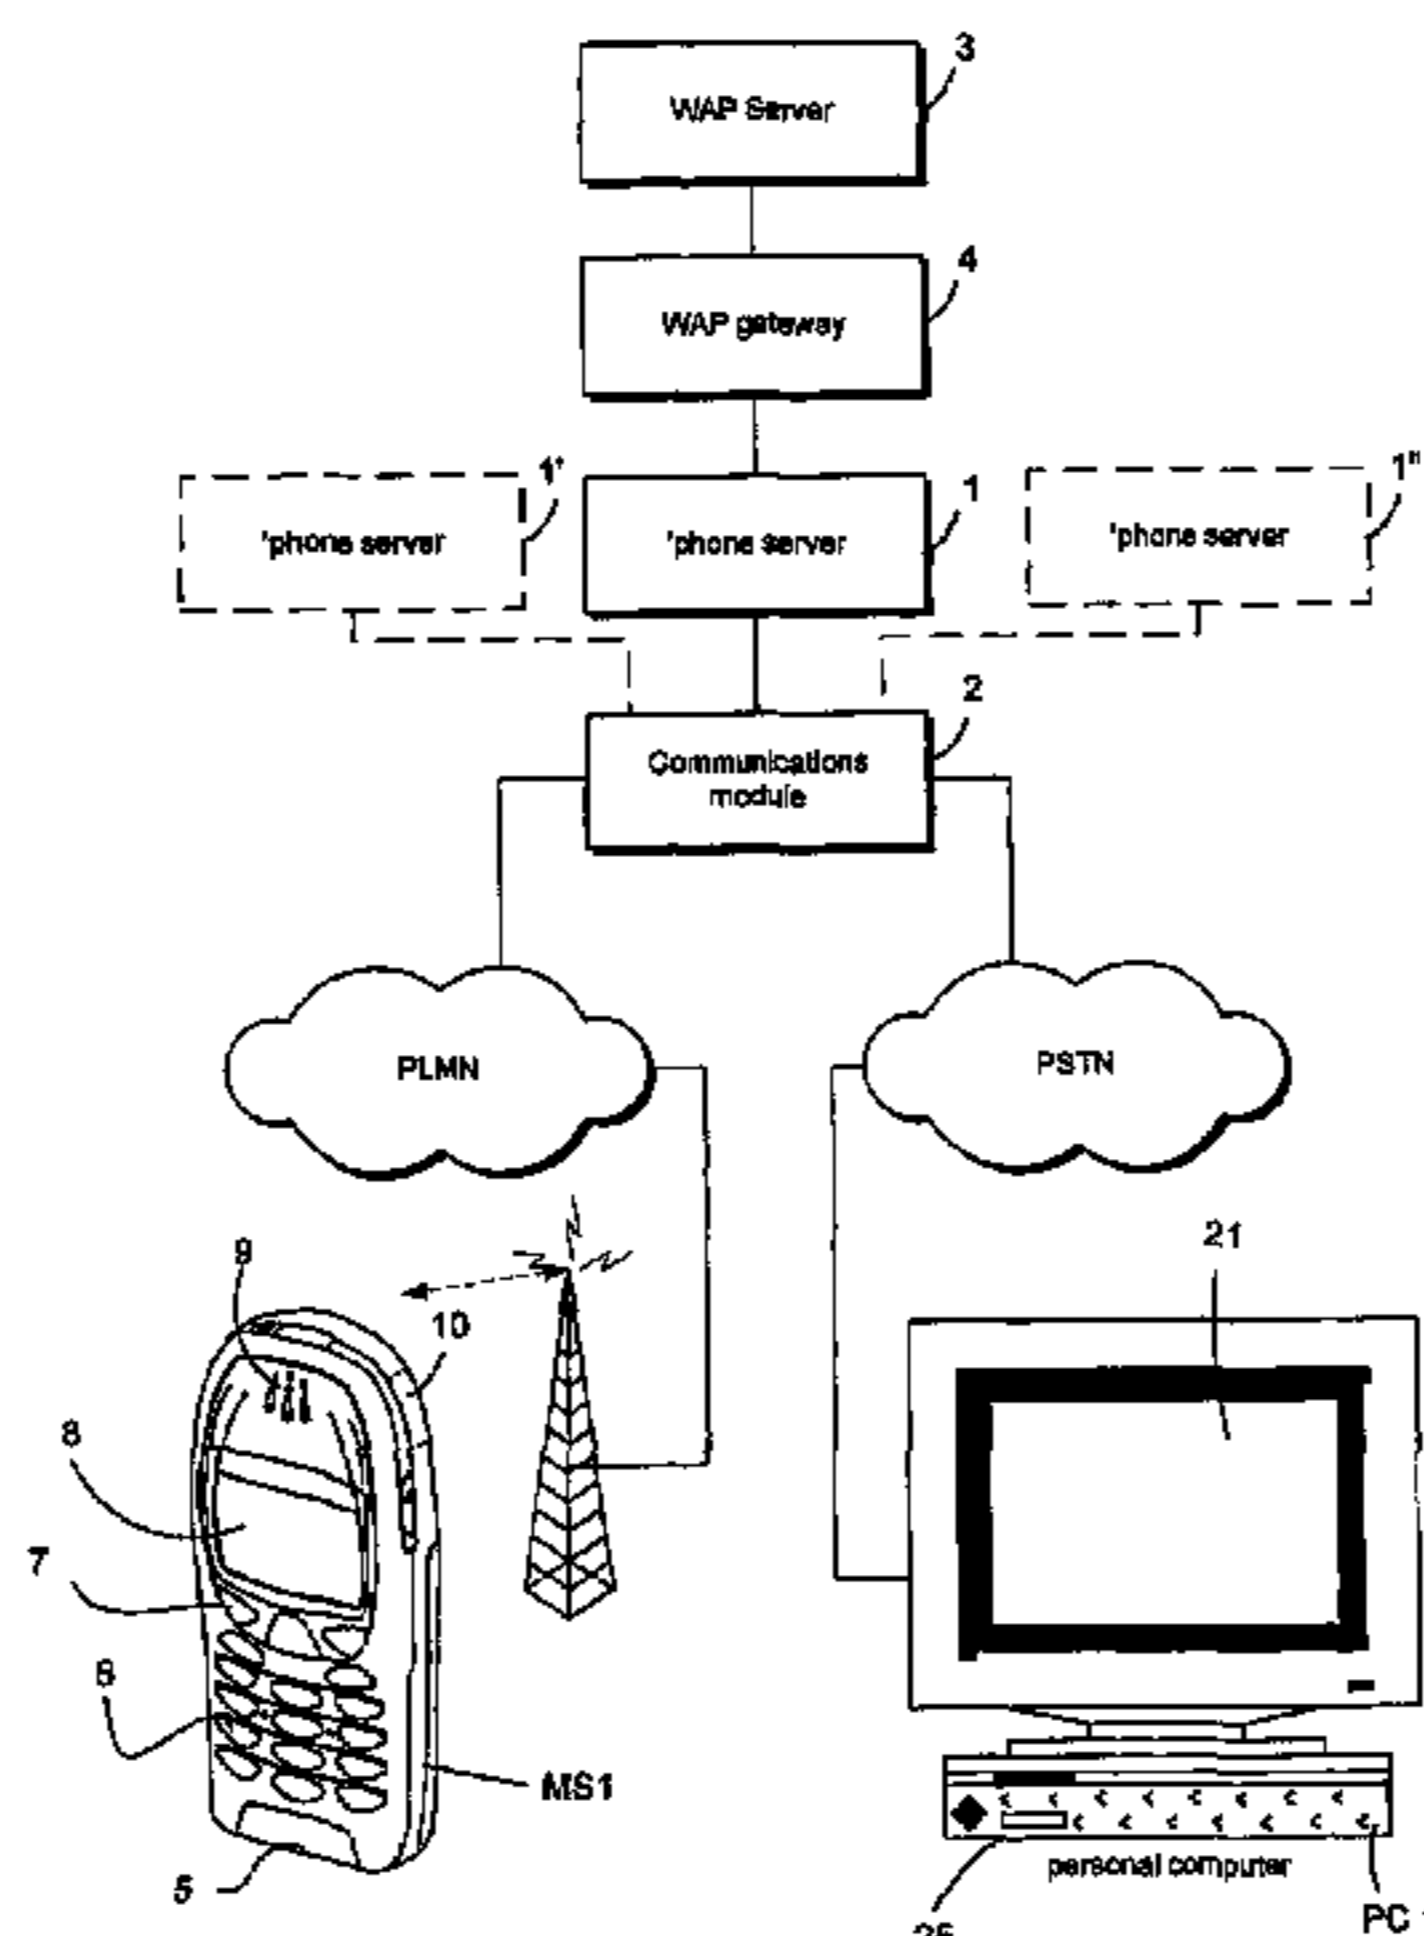 3
WAP Server
4
WAP gateway
1'
1
1"
'phone server
'phone server
'phone server
2
Communications
module
PLMN
PSTN
9
10
21
8
7
6
MS1
5
personal computer
PC